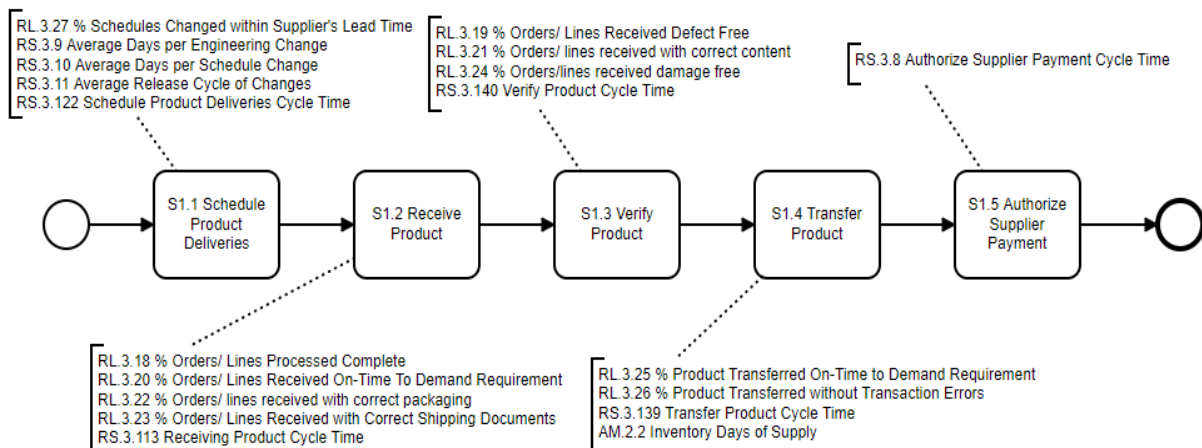 RL.3.27 % Schedules Changed within Supplier's Lead Time
RS.3.9 Average Days per Engineering Change
RS.3.10 Average Days per Schedule Change
RS.3.11 Average Release Cycle of Changes
RS.3.122 Schedule Product Deliveries Cycle Time
RL.3.19 % Orders/ Lines Received Defect Free
RL.3.21 % Orders/ lines received with correct content
RL.3.24 % Orders/lines received damage free
RS.3.140 Verify Product Cycle Time
RS.3.8 Authorize Supplier Payment Cycle Time
S1.1 Schedule
Product
Deliveries
S1.2 Receive
Product
S1.3 Verify
Product
S1.4 Transfer
Product
S1.5 Authorize
Supplier
Payment
RL.3.18 % Orders/ Lines Processed Complete
RL.3.20 % Orders/ Lines Received On-Time To Demand Requirement
RL.3.22 % Orders/ lines received with correct packaging
RL.3.23 % Orders/ Lines Received with Correct Shipping Documents
RS.3.113 Receiving Product Cycle Time
RL.3.25 % Product Transferred On-Time to Demand Requirement
RL.3.26 % Product Transferred without Transaction Errors
RS.3.139 Transfer Product Cycle Time
AM.2.2 Inventory Days of Supply